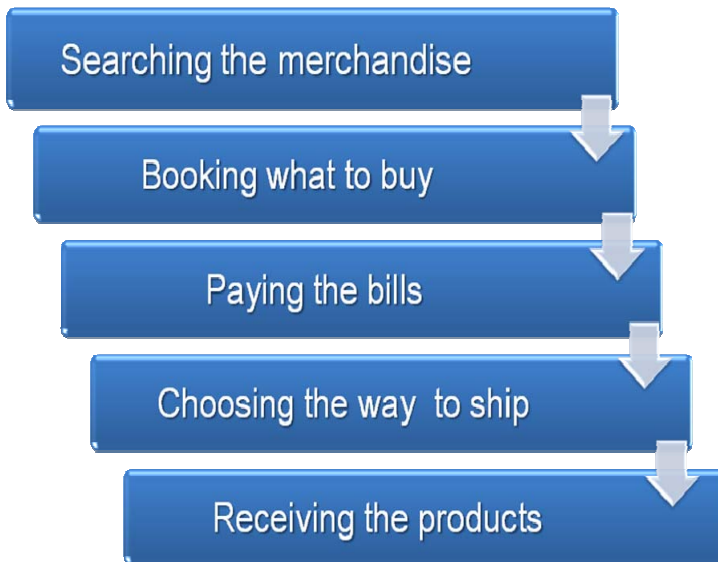 Searching the merchandise
Booking what to buy
Paying the bills
Choosing the way to ship
Receiving the products